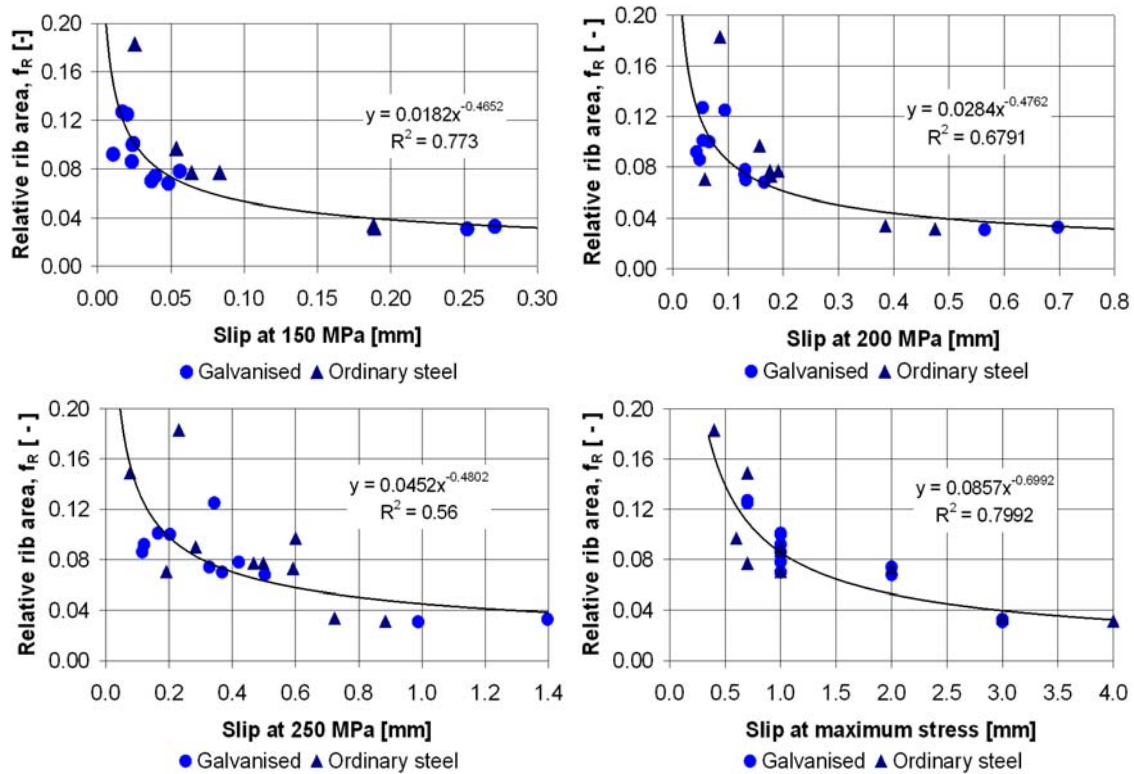 Relative rib area, fR [-]
0.20
0.16
0.12
0.08
0.04
0.00
y = 0.0182x^-0.4652
R² = 0.773
0.00 0.05 0.10 0.15 0.20 0.25 0.30
Slip at 150 MPa [mm]
Galvanised Ordinary steel
Relative rib area, fR [ - ]
0.20
0.16
0.12
0.08
0.04
0.00
y = 0.0284x^-0.4762
R² = 0.6791
0.0 0.1 0.2 0.3 0.4 0.5 0.6 0.7 0.8
Slip at 200 MPa [mm]
Galvanised Ordinary steel
Relative rib area, fR [ - ]
0.20
0.16
0.12
0.08
0.04
0.00
y = 0.0452x^-0.4802
R² = 0.56
0.0 0.2 0.4 0.6 0.8 1.0 1.2 1.4
Slip at 250 MPa [mm]
Galvanised Ordinary steel
Relative rib area, fR [ - ]
0.20
0.16
0.12
0.08
0.04
0.00
y = 0.0857x^-0.6992
R² = 0.7992
0.0 0.5 1.0 1.5 2.0 2.5 3.0 3.5 4.0
Slip at maximum stress [mm]
Galvanised Ordinary steel